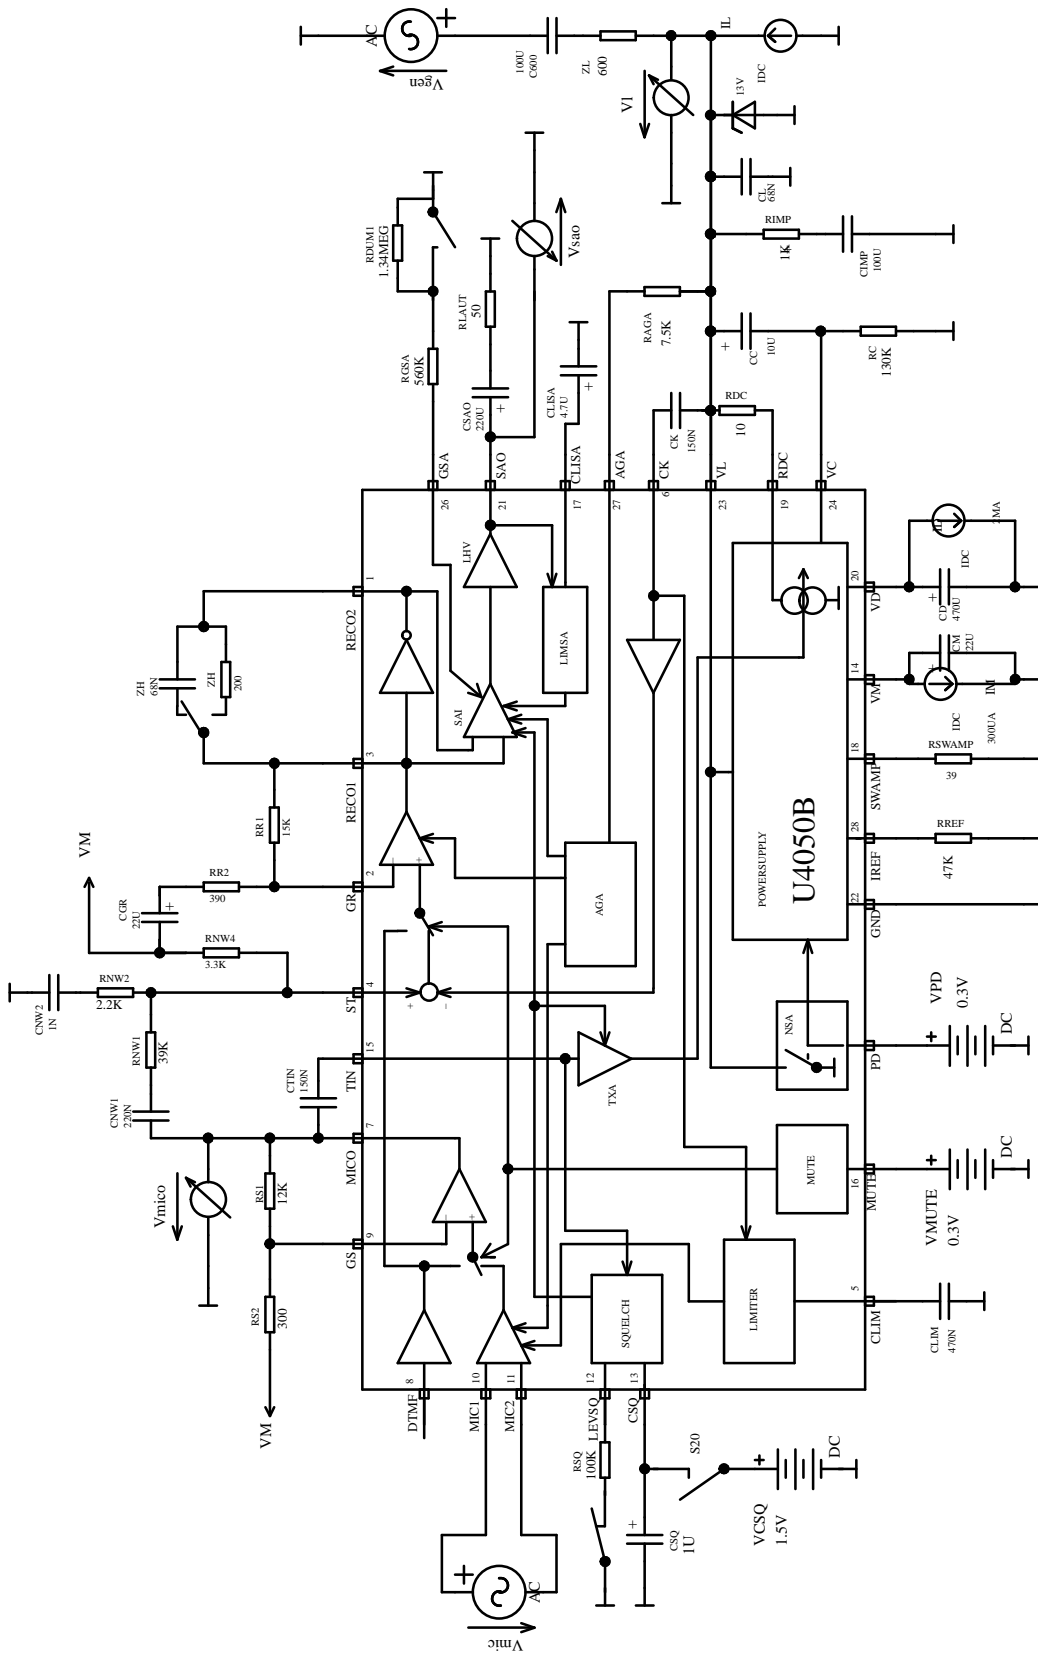 AC
+
Vgen
100U
C600
ZL
600
IL
IDC
V1
13V
CL
68N
RIMP
1K
CIMP
100U
RDUM1
1.34MEG
RLAUT
50
Vsao
RGSA
560K
CSAO
220U
+
CLISA
4.7U
+
RAGA
7.5K
+
CC
10U
RC
130K
CK
150N
RDC
10
GSA
SAO
CLISA
AGA
CK
VL
RDC
VC
26
21
17
27
6
23
19
24
ZH
68N
ZH
200
1
RECO2
LHV
LIMSA
SAI
20
VD
ID
2MA
IDC
+
CD
470U
14
VM
CM
22U
+
IM
IDC
300UA
3
RECO1
RR1
15K
18
SWAMP
RSWAMP
39
POWERSUPPLY
U4050B
28
IREF
RREF
47K
22
GND
VM
RR2
390
CGR
22U
+
2
GR
−
+
AGA
RNW4
3.3K
RNW2
2.2K
CNW2
1N
4
ST
+
−
RNW1
39K
CNW1
220N
CTIN
150N
15
TIN
TXA
NSA
PD
VPD
0.3V
+
DC
7
MICO
Vmico
RS1
12K
9
GS
−
+
MUTE
16
MUTE
VMUTE
0.3V
+
DC
RS2
300
VM
SQUELCH
LIMITER
5
CLIM
CLIM
470N
8
10
11
12
13
DTMF
MIC1
MIC2
LEVSQ
CSQ
RSQ
100K
S20
+
CSQ
1U
VCSQ
1.5V
+
DC
+
AC
Vmic